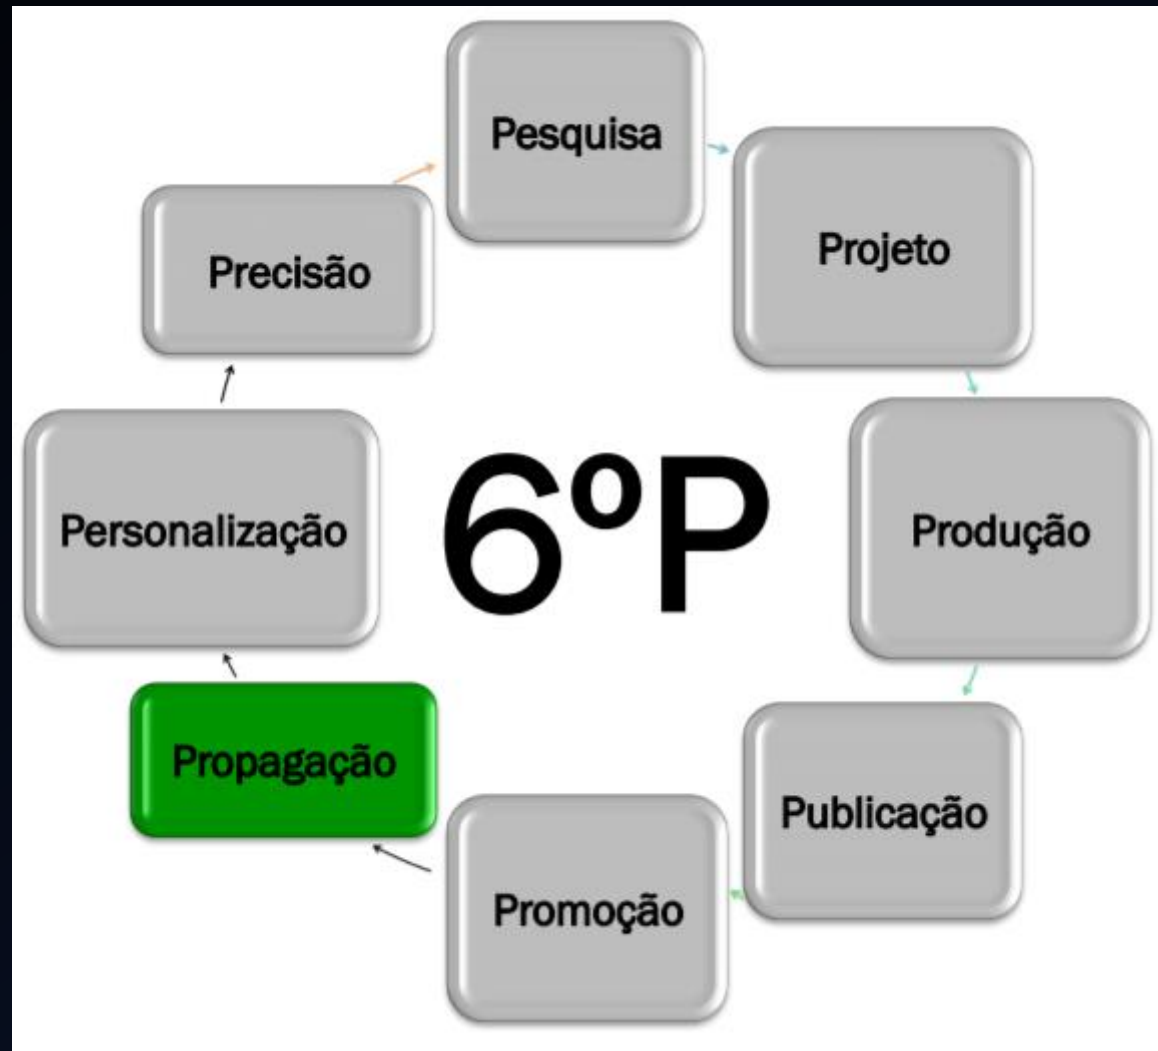 Pesquisa
Projeto
Produção
Publicação
Promoção
Propagação
Personalização
Precisão
6ºP